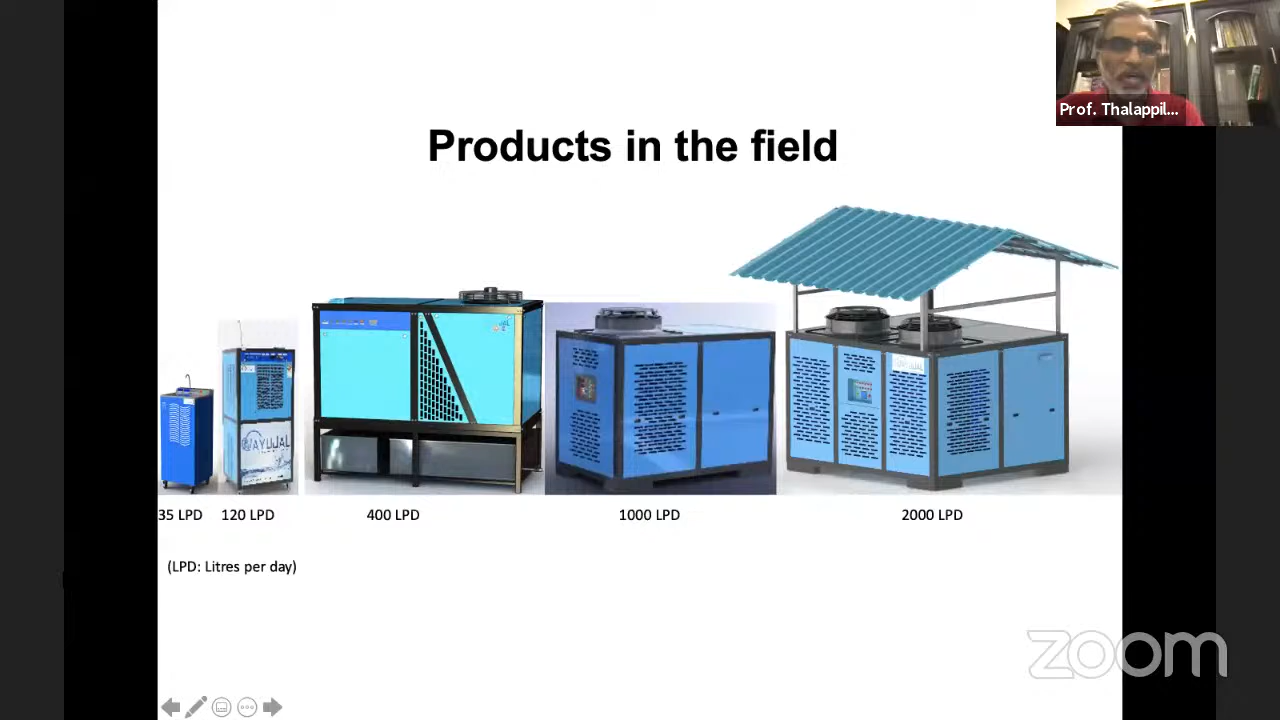 Prof. Thalappil...
Products in the field
WAYUJAL
35 LPD
120 LPD
400 LPD
1000 LPD
2000 LPD
(LPD: Litres per day)
zoom